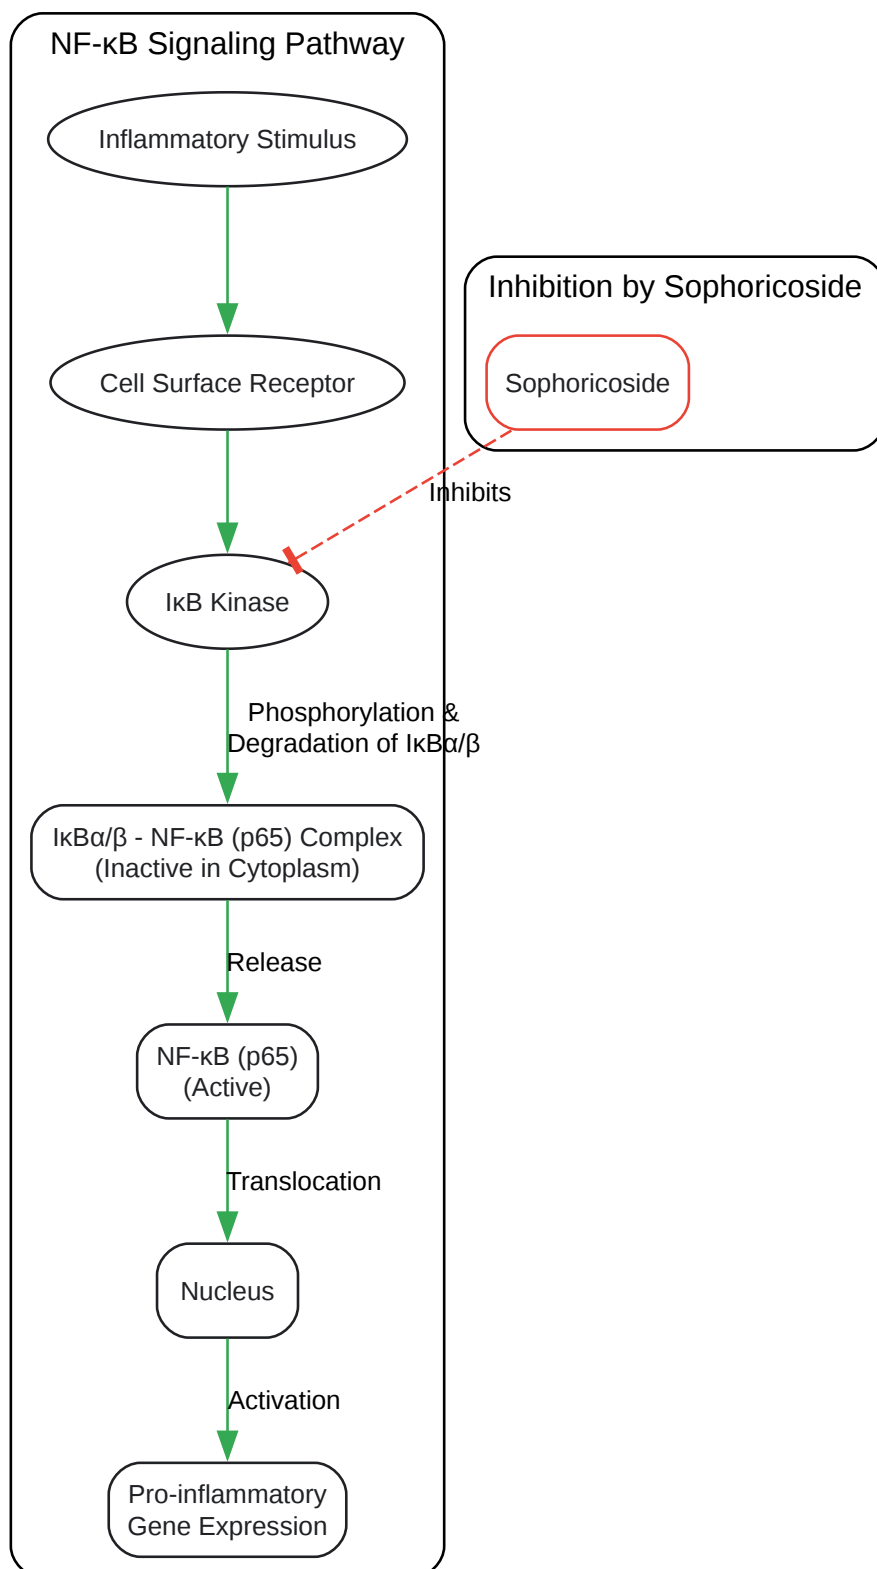 NF-κB Signaling Pathway
Inflammatory Stimulus
Inhibition by Sophoricoside
Sophoricoside
Cell Surface Receptor
Inhibits
IκB Kinase
Phosphorylation &
Degradation of IκBα/β
IκBα/β - NF-κB (p65) Complex
(Inactive in Cytoplasm)
Release
NF-κB (p65)
(Active)
Translocation
Nucleus
Activation
Pro-inflammatory
Gene Expression